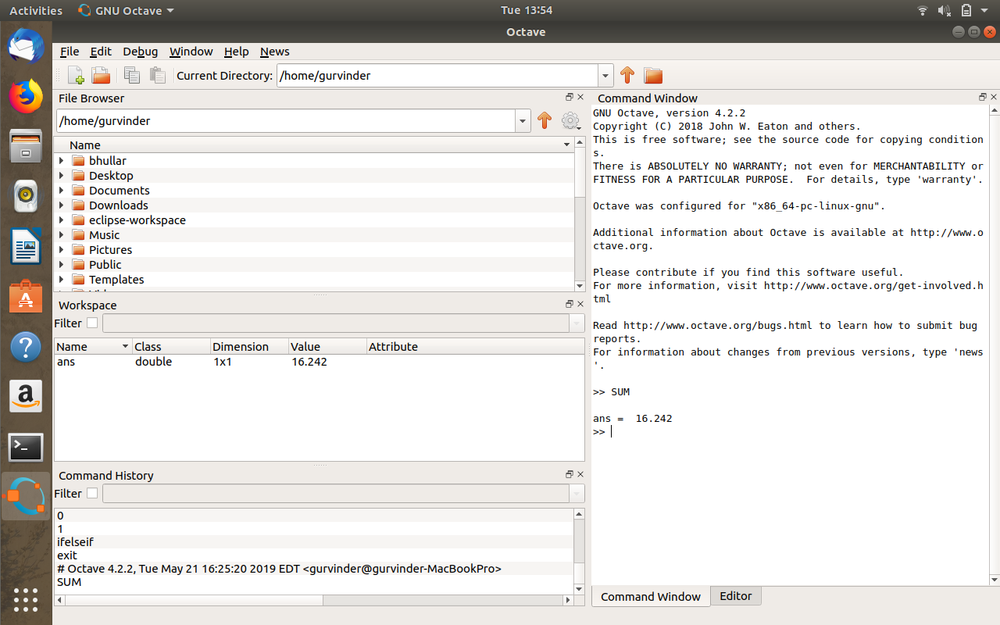 Activities GNU Octave Tue 13:54
Octave
File Edit Debug Window Help News
Current Directory: /home/gurvinder
File Browser
/home/gurvinder
Name
bhullar
Desktop
Documents
Downloads
eclipse-workspace
Music
Pictures
Public
Templates
Workspace
Filter
Name Class Dimension Value Attribute
ans double 1x1 16.242
Command History
Filter
0
1
ifelseif
exit
# Octave 4.2.2, Tue May 21 16:25:20 2019 EDT <gurvinder@gurvinder-MacBookPro>
SUM
Command Window
GNU Octave, version 4.2.2
Copyright (C) 2018 John W. Eaton and others.
This is free software; see the source code for copying condition
s.
There is ABSOLUTELY NO WARRANTY; not even for MERCHANTABILITY or
FITNESS FOR A PARTICULAR PURPOSE.  For details, type 'warranty'.
Octave was configured for "x86_64-pc-linux-gnu".
Additional information about Octave is available at http://www.o
ctave.org.
Please contribute if you find this software useful.
For more information, visit http://www.octave.org/get-involved.h
tml
Read http://www.octave.org/bugs.html to learn how to submit bug
reports.
For information about changes from previous versions, type 'news
'.
>> SUM
ans =  16.242
>>
Command Window Editor